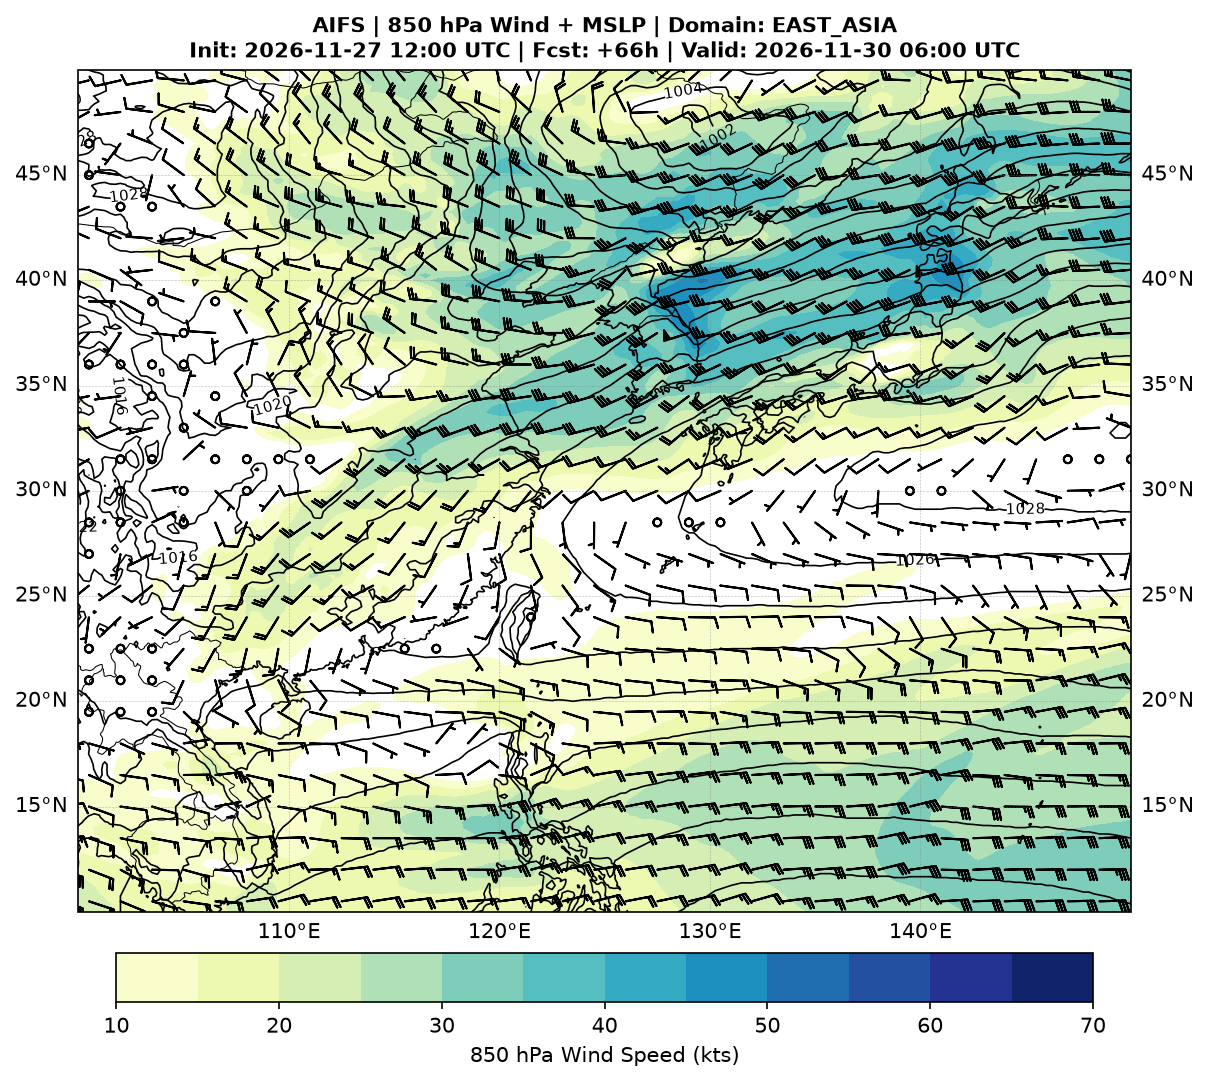 AIFS | 850 hPa Wind + MSLP | Domain: EAST_ASIA
Init: 2026-11-27 12:00 UTC | Fcst: +66h | Valid: 2026-11-30 06:00 UTC
1004
1002
1028
45°N 45°N
40°N 40°N
1016
1020
35°N 35°N
30°N 30°N
1028
1016
1026
25°N 25°N
20°N 20°N
15°N 15°N
110°E 120°E 130°E 140°E
10 20 30 40 50 60 70
850 hPa Wind Speed (kts)